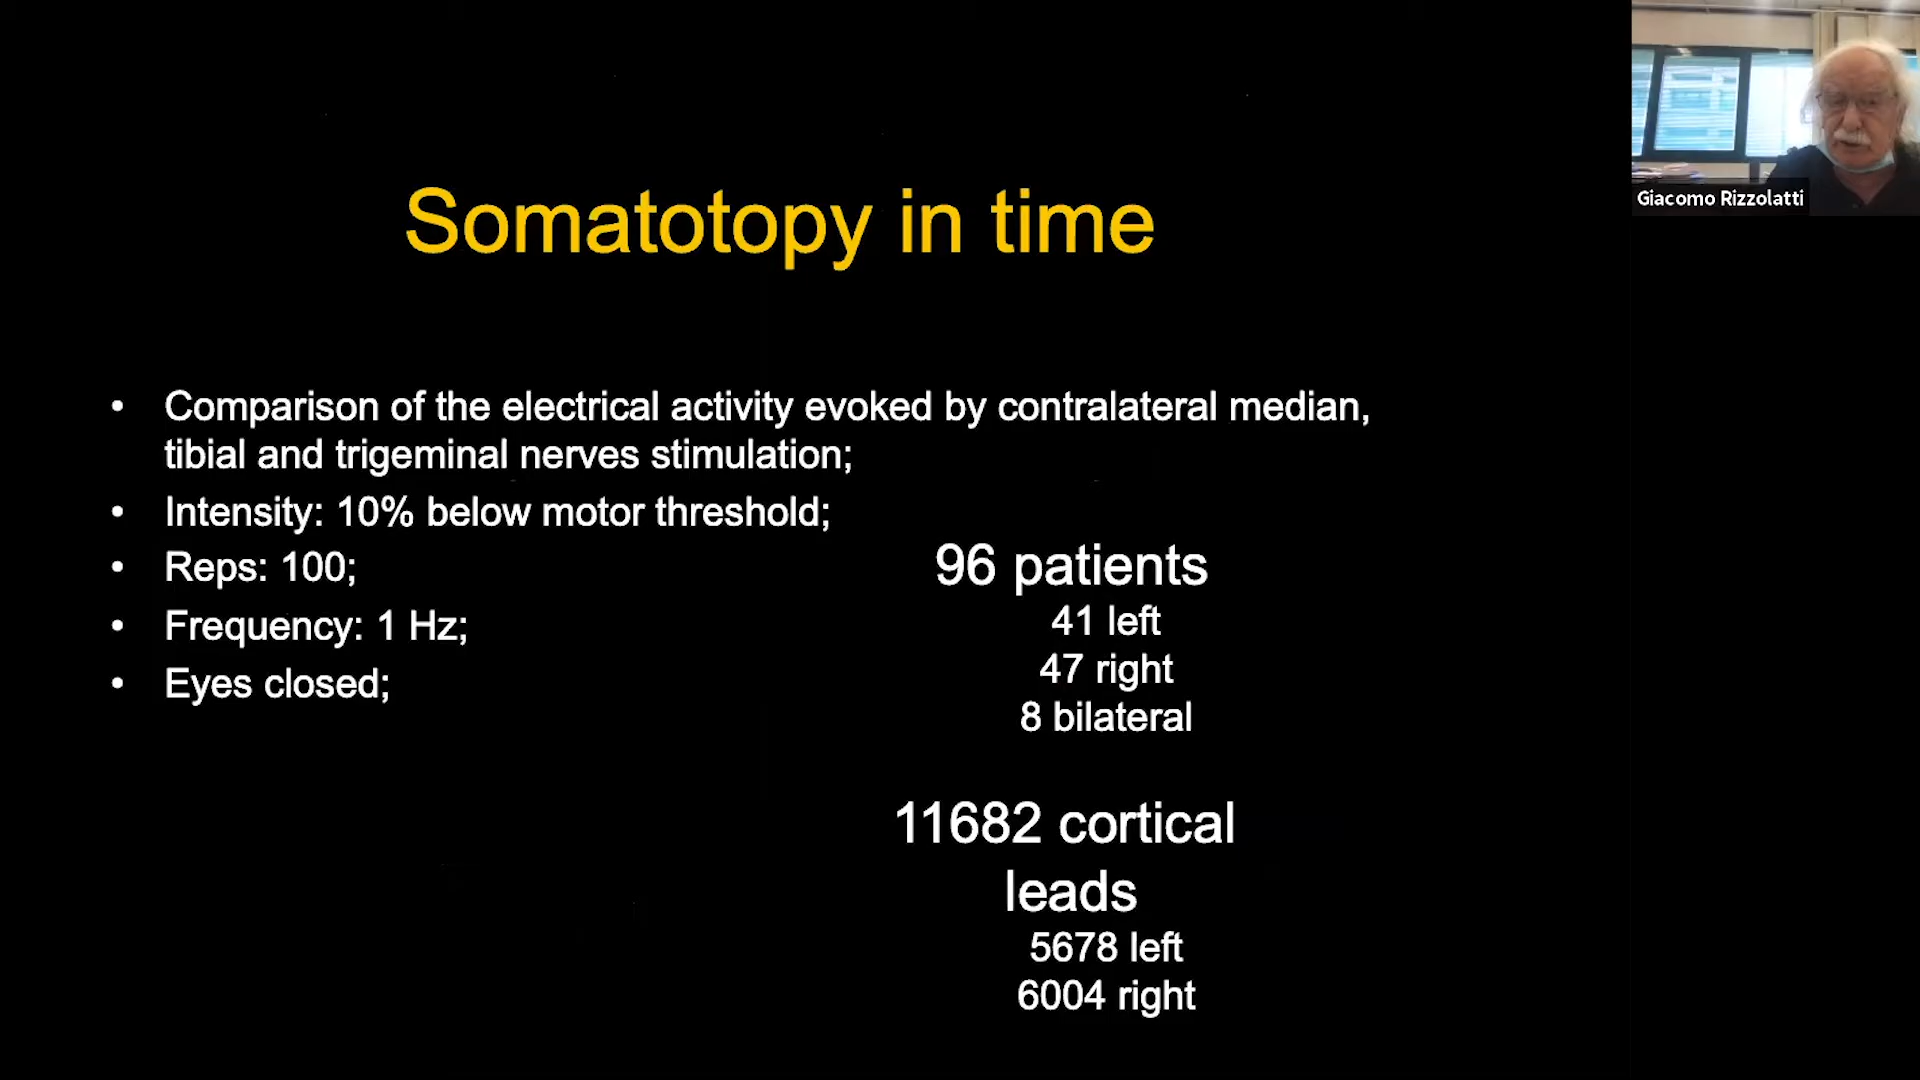 Somatotopy in time
• Comparison of the electrical activity evoked by contralateral median,
tibial and trigeminal nerves stimulation;
• Intensity: 10% below motor threshold;
• Reps: 100;
• Frequency: 1 Hz;
• Eyes closed;
96 patients
41 left
47 right
8 bilateral
11682 cortical
leads
5678 left
6004 right
Giacomo Rizzolatti